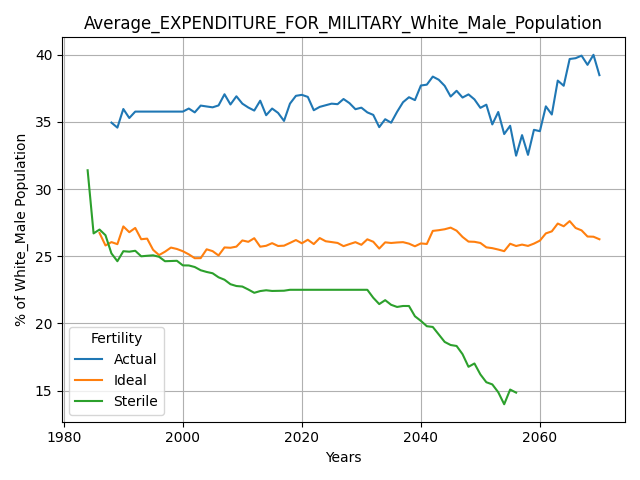 Average_EXPENDITURE_FOR_MILITARY_White_Male_Population
% of White_Male Population
40
35
30
25
20
15
Fertility
Actual
Ideal
Sterile
1980
2000
2020
2040
2060
Years